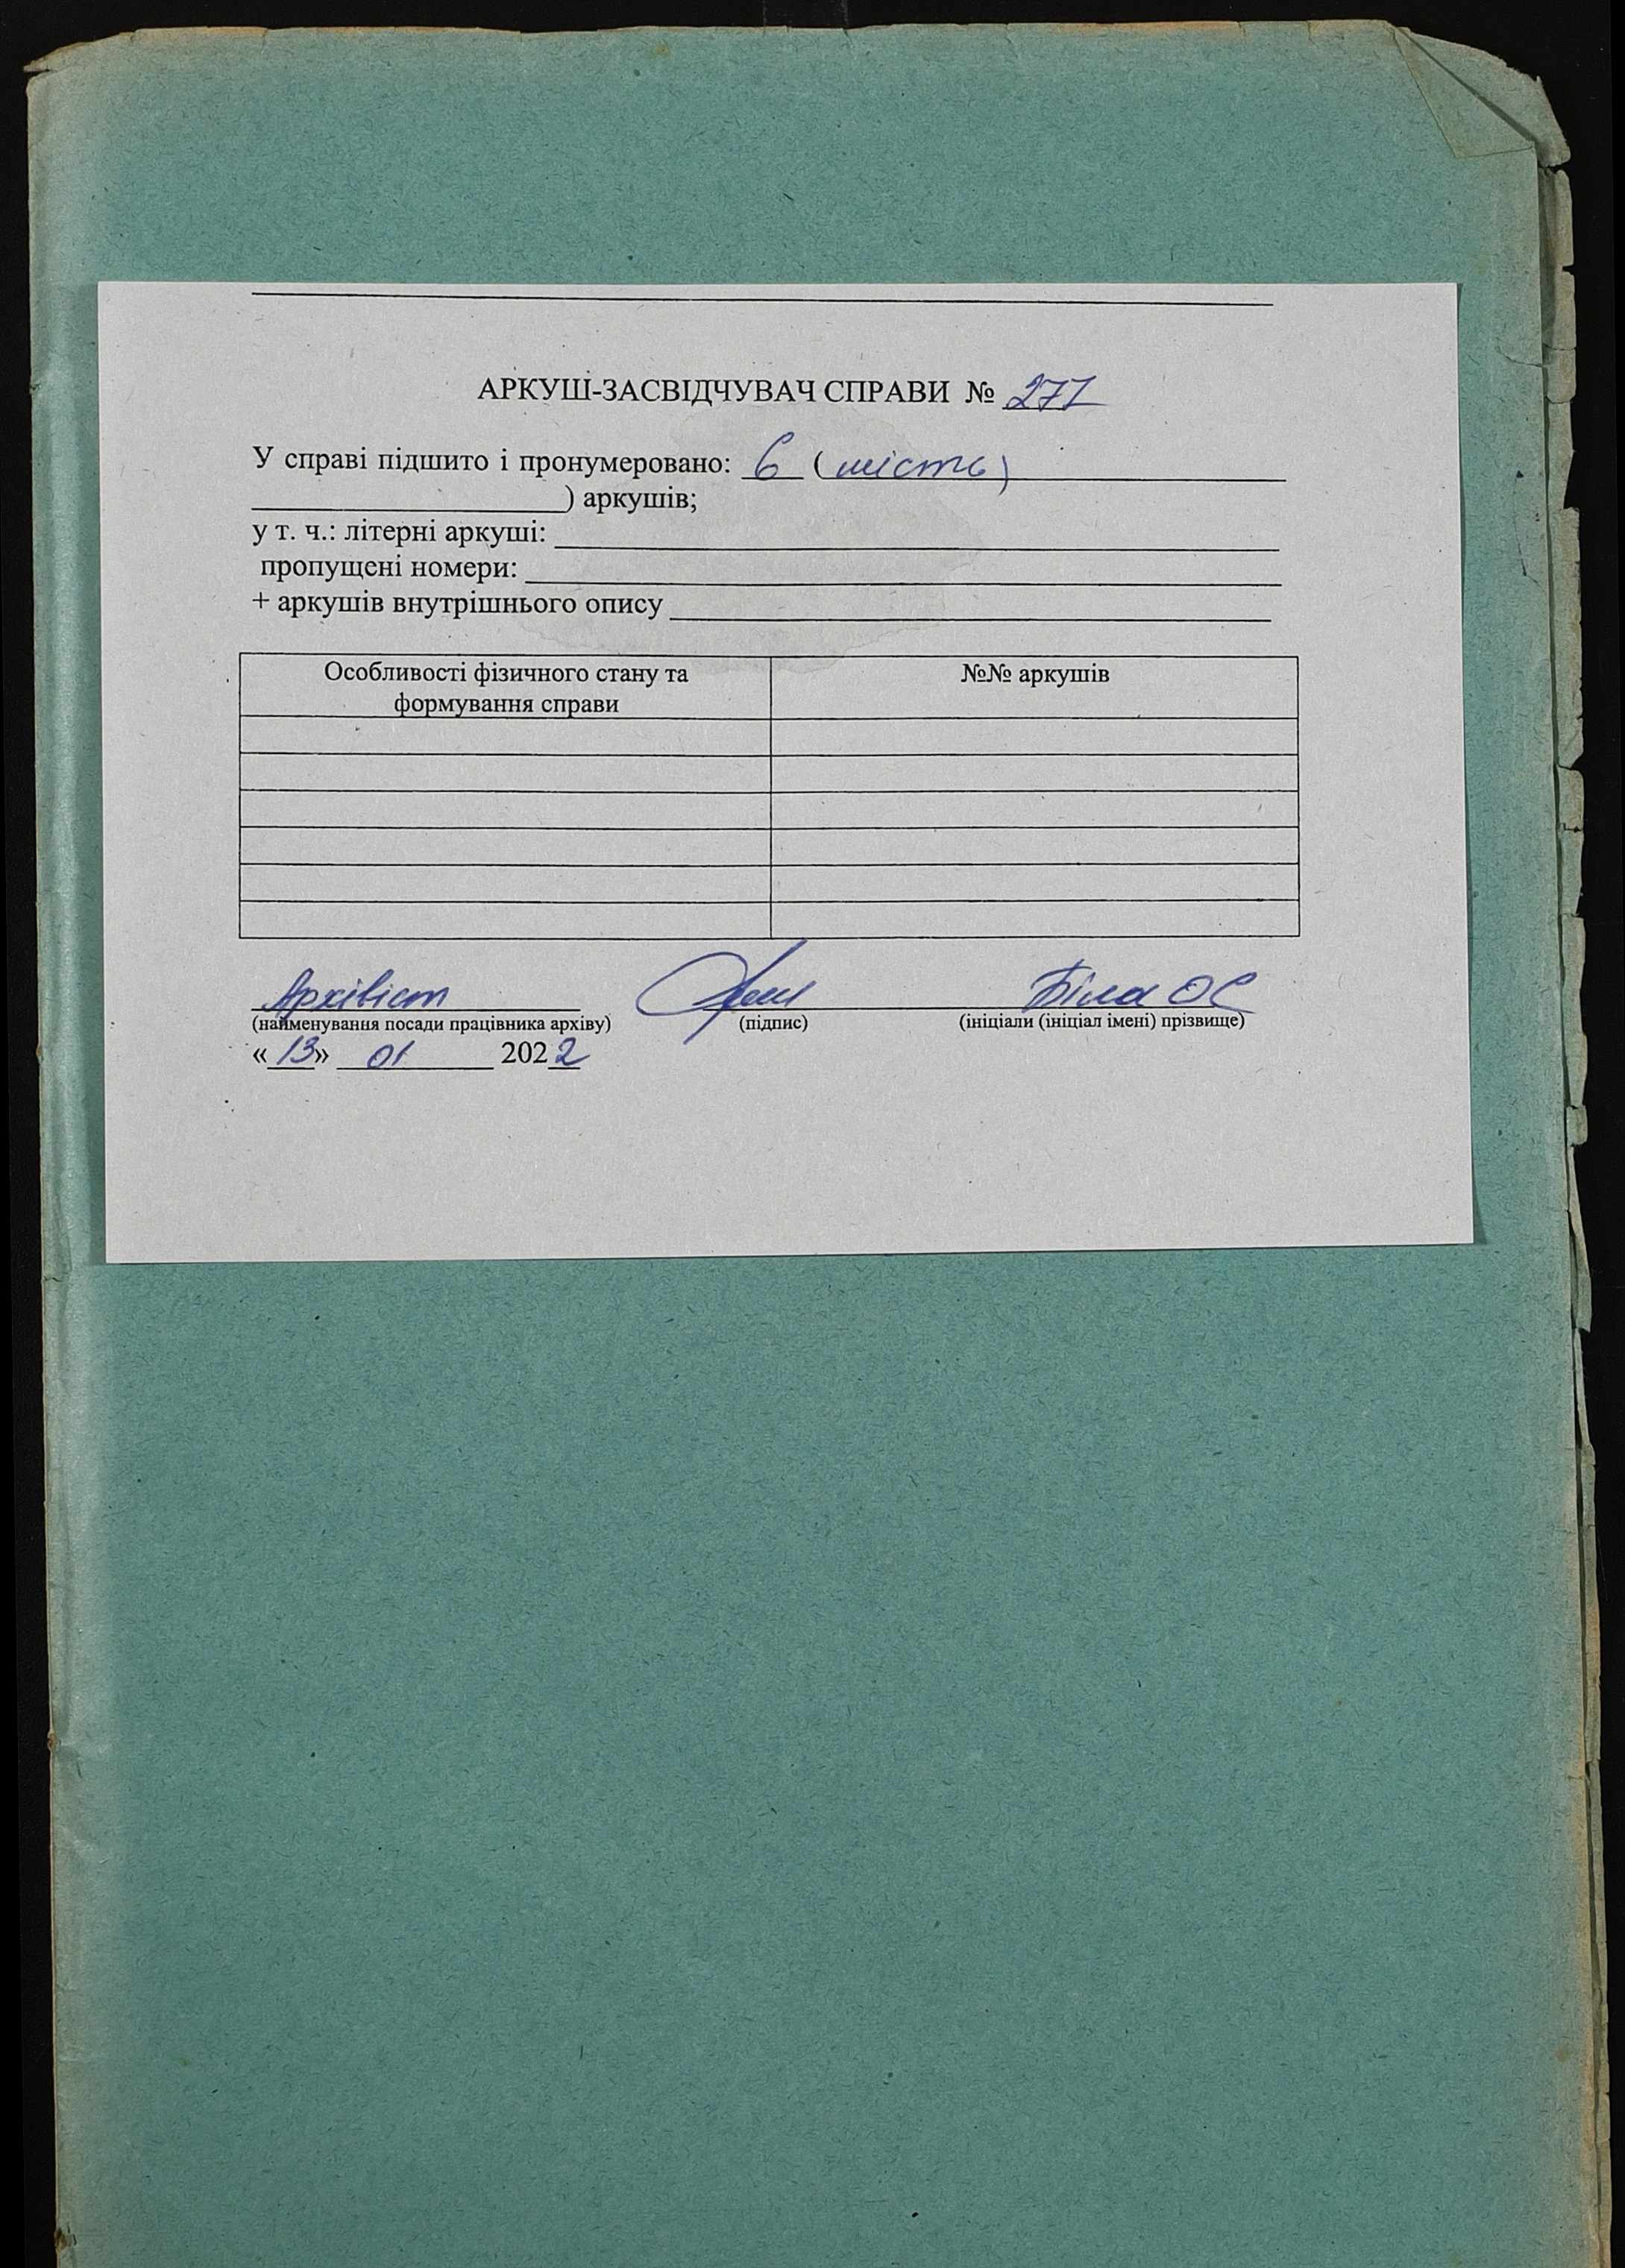 АРКУШ-ЗАСВІДЧУВАЧ СПРАВИ № 277
У справі підшито і пронумеровано: 6 (шість)
) аркушів;
у т. ч.: літерні аркуші:
пропущені номери:
+ аркушів внутрішнього опису
Особливості фізичного стану та формування справи
№№ аркушів
Архівіст Біла ОС
(найменування посади працівника архіву) (підпис) (ініціали (ініціал імені) прізвище)
«13» 01 2022